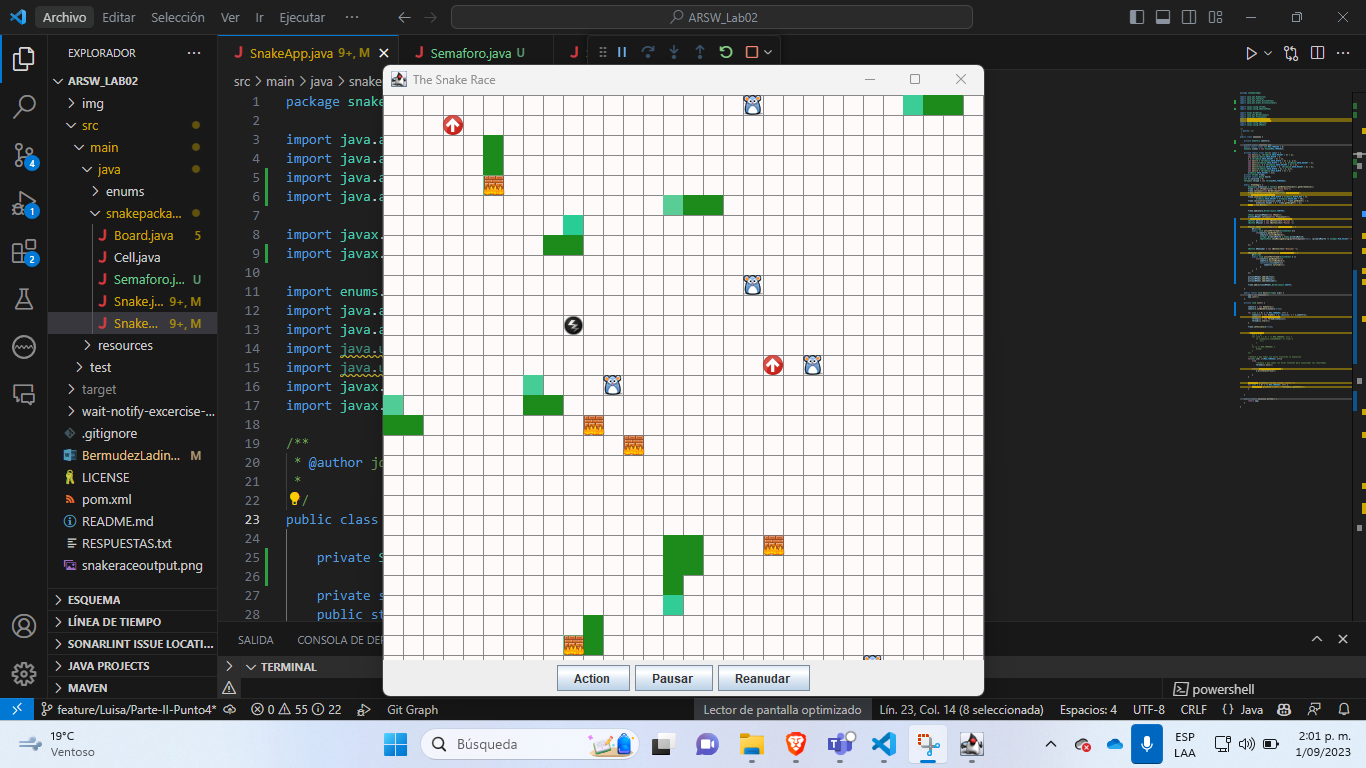 Archivo Editar Selección Ver Ir Ejecutar ··· ARSW_Lab02
EXPLORADOR ···
ARSW_LAB02
img
src
main
java
enums
snakepacka...
Board.java 5
Cell.java
Semaforo.j... U
Snake.j... 9+, M
Snake... 9+, M
resources
test
target
wait-notify-excercise-...
.gitignore
BermudezLadin... M
LICENSE
pom.xml
README.md
RESPUESTAS.txt
snakeraceoutput.png
ESQUEMA
LÍNEA DE TIEMPO
SONARLINT ISSUE LOCATI...
JAVA PROJECTS
MAVEN
4
1
2
SnakeApp.java 9+, M Semaforo.java U
src > main > java > snake
1 package snake
2
3 import java.a
4 import java.a
5 import java.a
6 import java.a
7
8 import javax.
9 import javax.
10
11 import enums.
12 import java.a
13 import java.a
14 import java.u
15 import java.u
16 import javax.
17 import javax.
18
19 /**
20 * @author jo
21 *
22 /
23 public class
24
25 private S
26
27 private s
28 public st
The Snake Race
Action Pausar Reanudar
SALIDA CONSOLA DE DEP
TERMINAL
powershell
feature/Luisa/Parte-II-Punto4* 0 55 22 Git Graph Lector de pantalla optimizado Lín. 23, Col. 14 (8 seleccionada) Espacios: 4 UTF-8 CRLF {} Java
19°C
Ventoso
Búsqueda
ESP
LAA
2:01 p. m.
1/09/2023